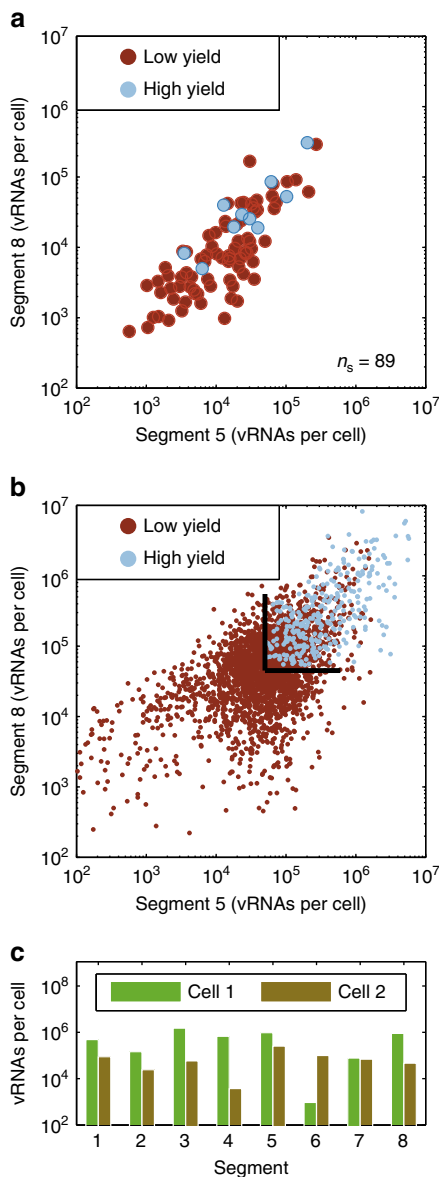 a
10^7
10^6
10^5
10^4
10^3
10^2
Segment 8 (vRNAs per cell)
Low yield
High yield
n_s = 89
10^2 10^3 10^4 10^5 10^6 10^7
Segment 5 (vRNAs per cell)
b
10^7
10^6
10^5
10^4
10^3
10^2
Segment 8 (vRNAs per cell)
Low yield
High yield
10^2 10^3 10^4 10^5 10^6 10^7
Segment 5 (vRNAs per cell)
c
10^8
10^6
10^4
10^2
vRNAs per cell
Cell 1 Cell 2
1 2 3 4 5 6 7 8
Segment